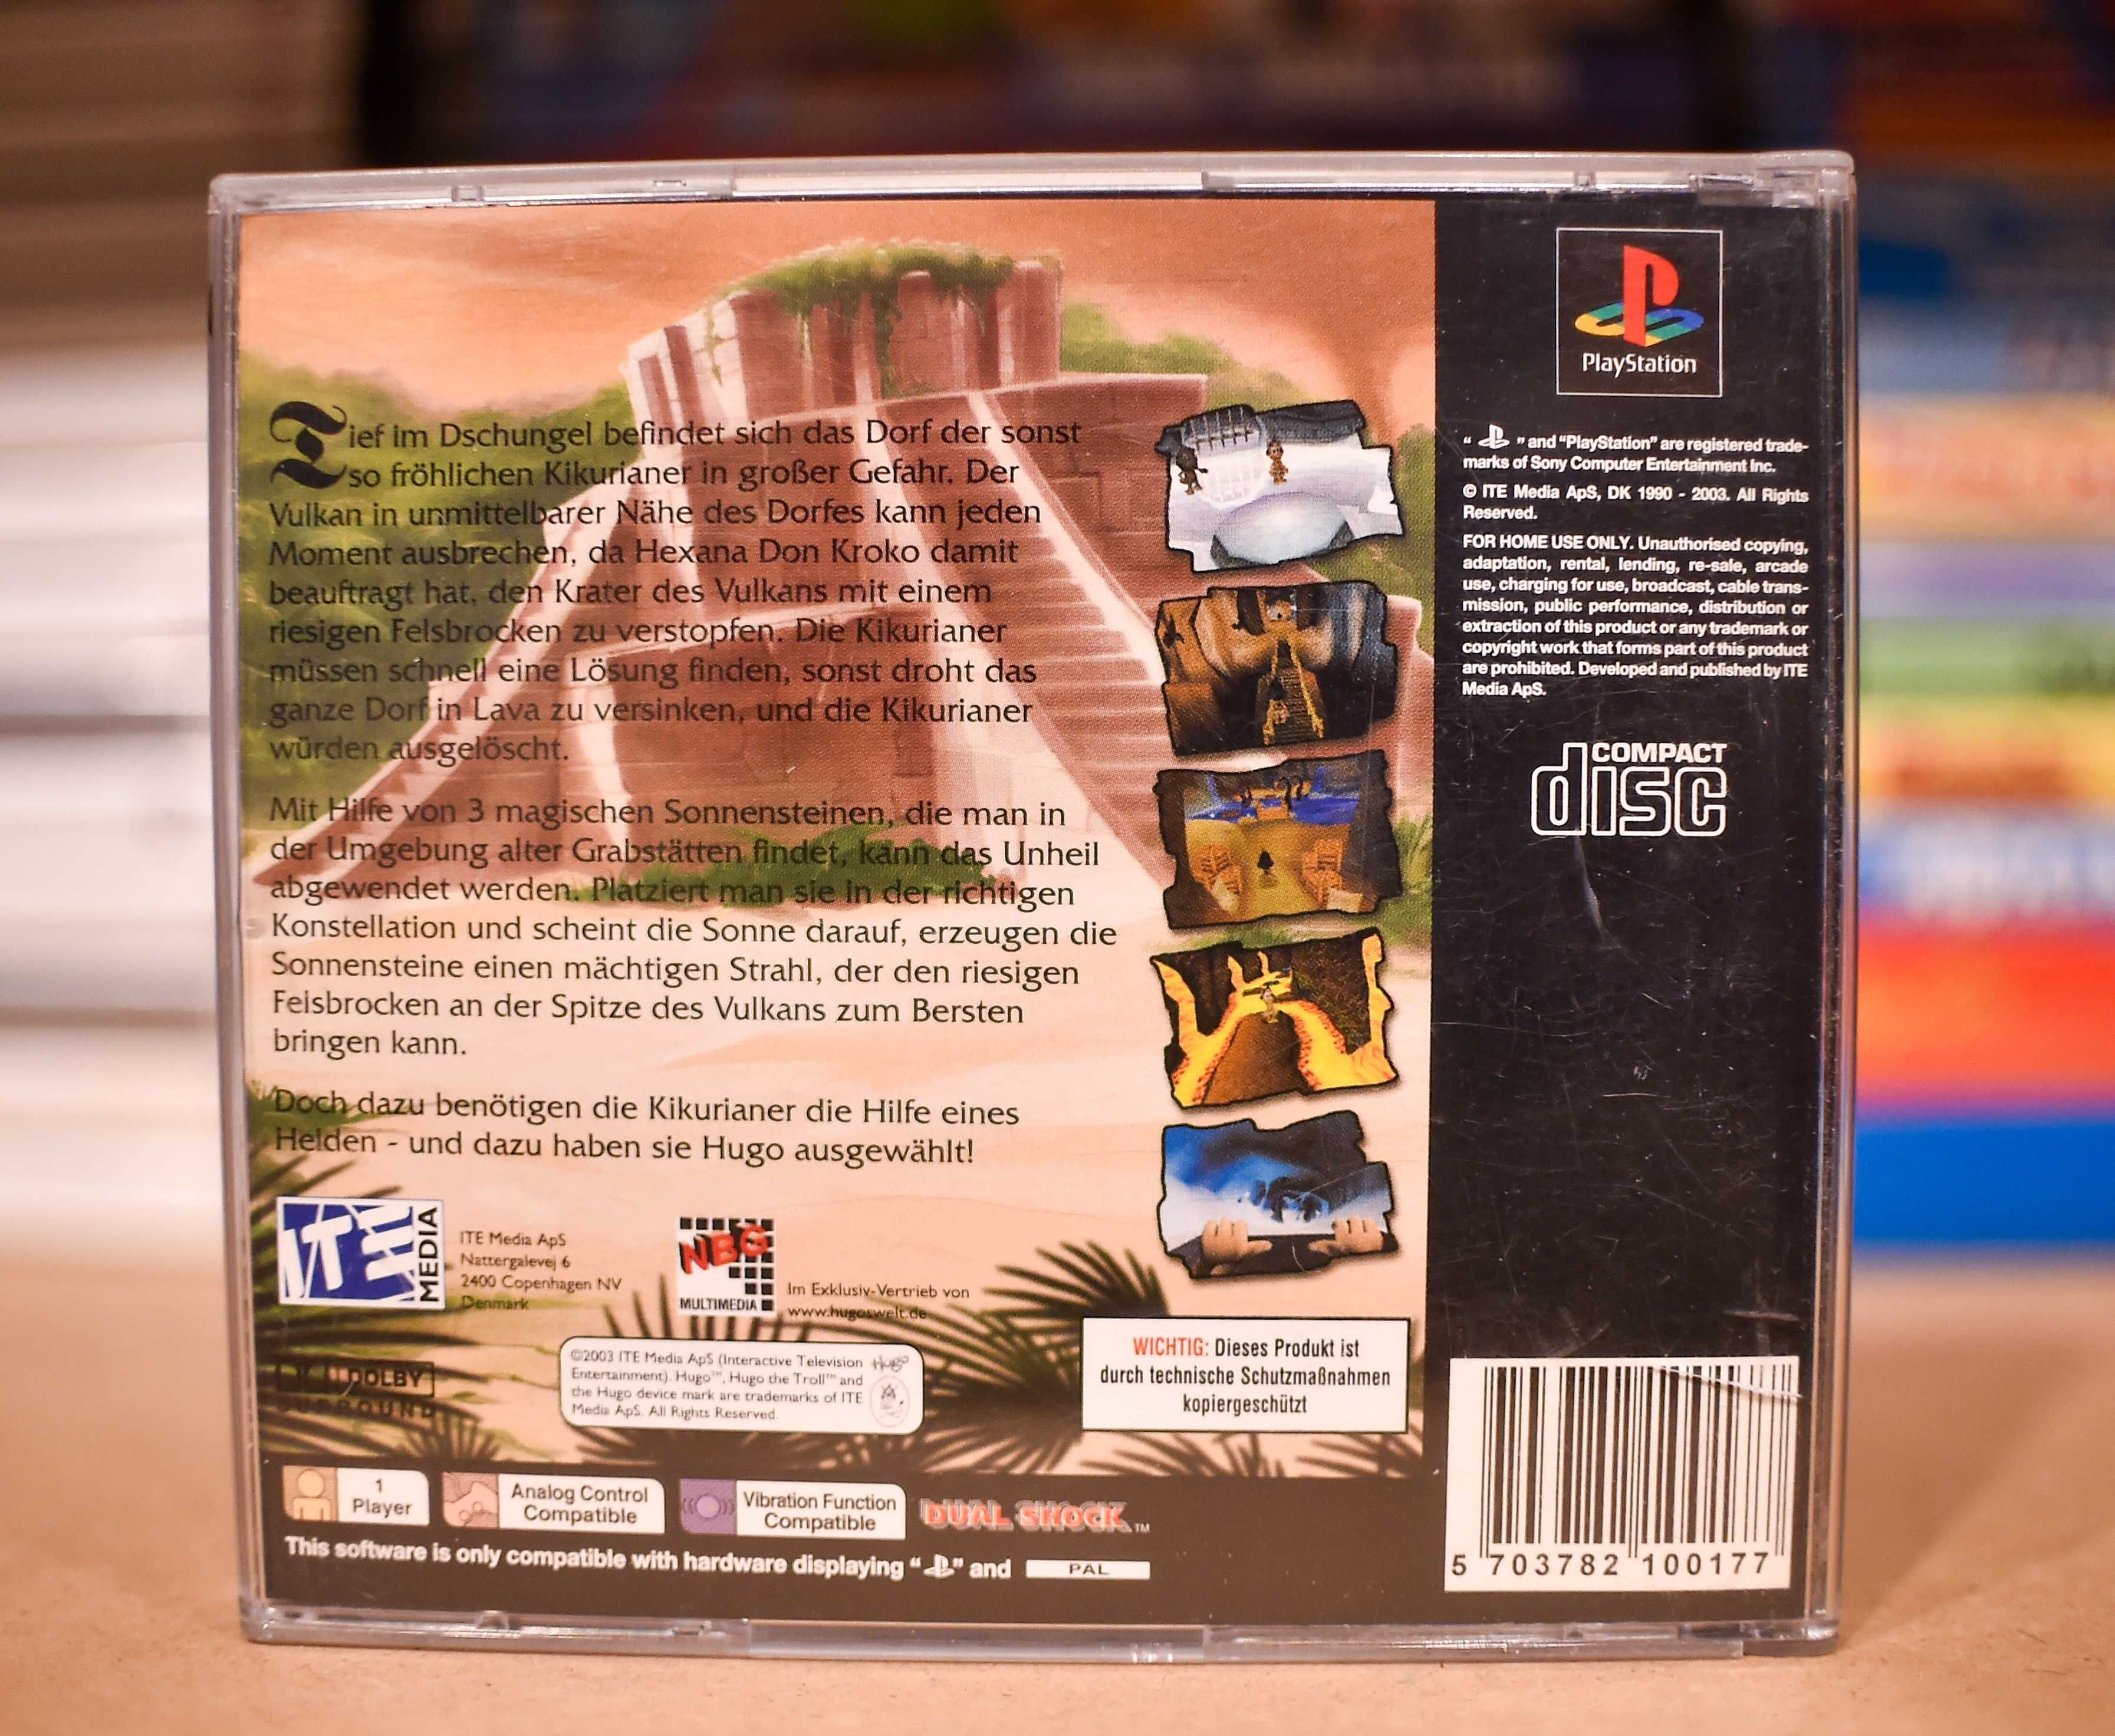 Tief im Dschungel befindet sich das Dorf der sonst
so fröhlichen Kikurianer in großer Gefahr. Der
Vulkan in unmittelbarer Nähe des Dorfes kann jeden
Moment ausbrechen, da Hexana Don Kroko damit
beauftragt hat, den Krater des Vulkans mit einem
riesigen Felsbrocken zu verstopfen. Die Kikurianer
müssen schnell eine Lösung finden, sonst droht das
ganze Dorf in Lava zu versinken, und die Kikurianer
würden ausgelöscht.
Mit Hilfe von 3 magischen Sonnensteinen, die man in
der Umgebung alter Grabstätten findet, kann das Unheil
abgewendet werden. Platziert man sie in der richtigen
Konstellation und scheint die Sonne darauf, erzeugen die
Sonnensteine einen mächtigen Strahl, der den riesigen
Felsbrocken an der Spitze des Vulkans zum Bersten
bringen kann.
Doch dazu benötigen die Kikurianer die Hilfe eines
Helden - und dazu haben sie Hugo ausgewählt!
ITE MEDIA
ITE Media ApS
Nattergalevej 6
2400 Copenhagen NV
Denmark
NBG
MULTIMEDIA
Im Exklusiv-Vertrieb von
www.hugoswelt.de
DOLBY
SURROUND
©2003 ITE Media ApS (Interactive Television
Entertainment). Hugo™, Hugo the Troll™ and
the Hugo device mark are trademarks of ITE
Media ApS. All Rights Reserved.
Hugo
WICHTIG: Dieses Produkt ist
durch technische Schutzmaßnahmen
kopiergeschützt
1
Player
Analog Control
Compatible
Vibration Function
Compatible
DUAL SHOCK™
This software is only compatible with hardware displaying " " and PAL
PlayStation
" " and "PlayStation" are registered trade-
marks of Sony Computer Entertainment Inc.
© ITE Media ApS, DK 1990 - 2003. All Rights
Reserved.
FOR HOME USE ONLY. Unauthorised copying,
adaptation, rental, lending, re-sale, arcade
use, charging for use, broadcast, cable trans-
mission, public performance, distribution or
extraction of this product or any trademark or
copyright work that forms part of this product
are prohibited. Developed and published by ITE
Media ApS.
COMPACT
disc
5 703782 100177